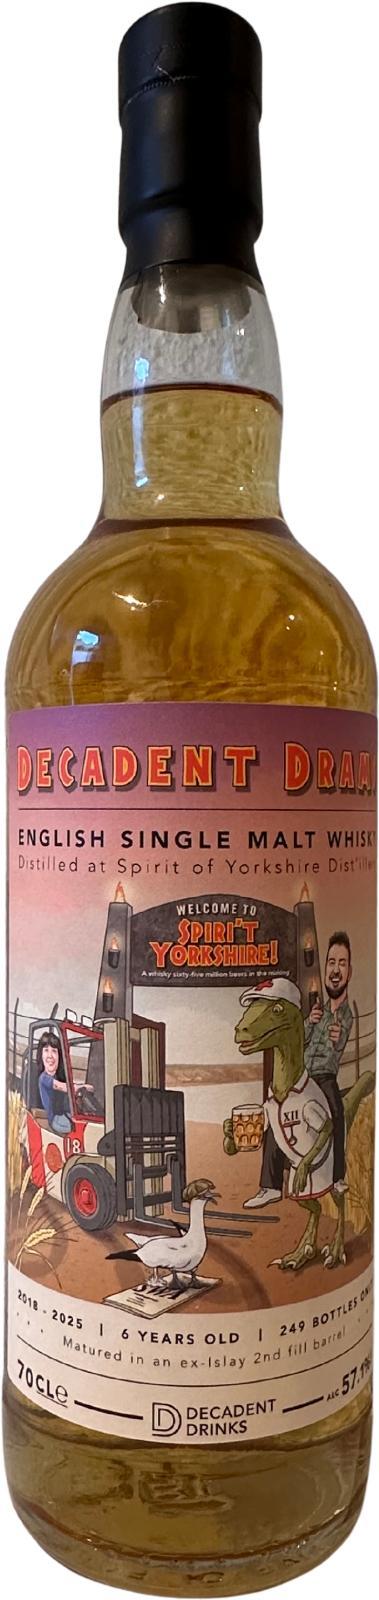 DECADENT DRAM
ENGLISH SINGLE MALT WHISKY
Distilled at Spirit of Yorkshire Distillery
WELCOME TO
SPIRI'T
YORKSHIRE!
A whisky sixty-five million beers in the making
XII
18
2018 - 2025 | 6 YEARS OLD | 249 BOTTLES ONLY
Matured in an ex-Islay 2nd fill barrel
70CLe
DECADENT
DRINKS
ALC 57.1%